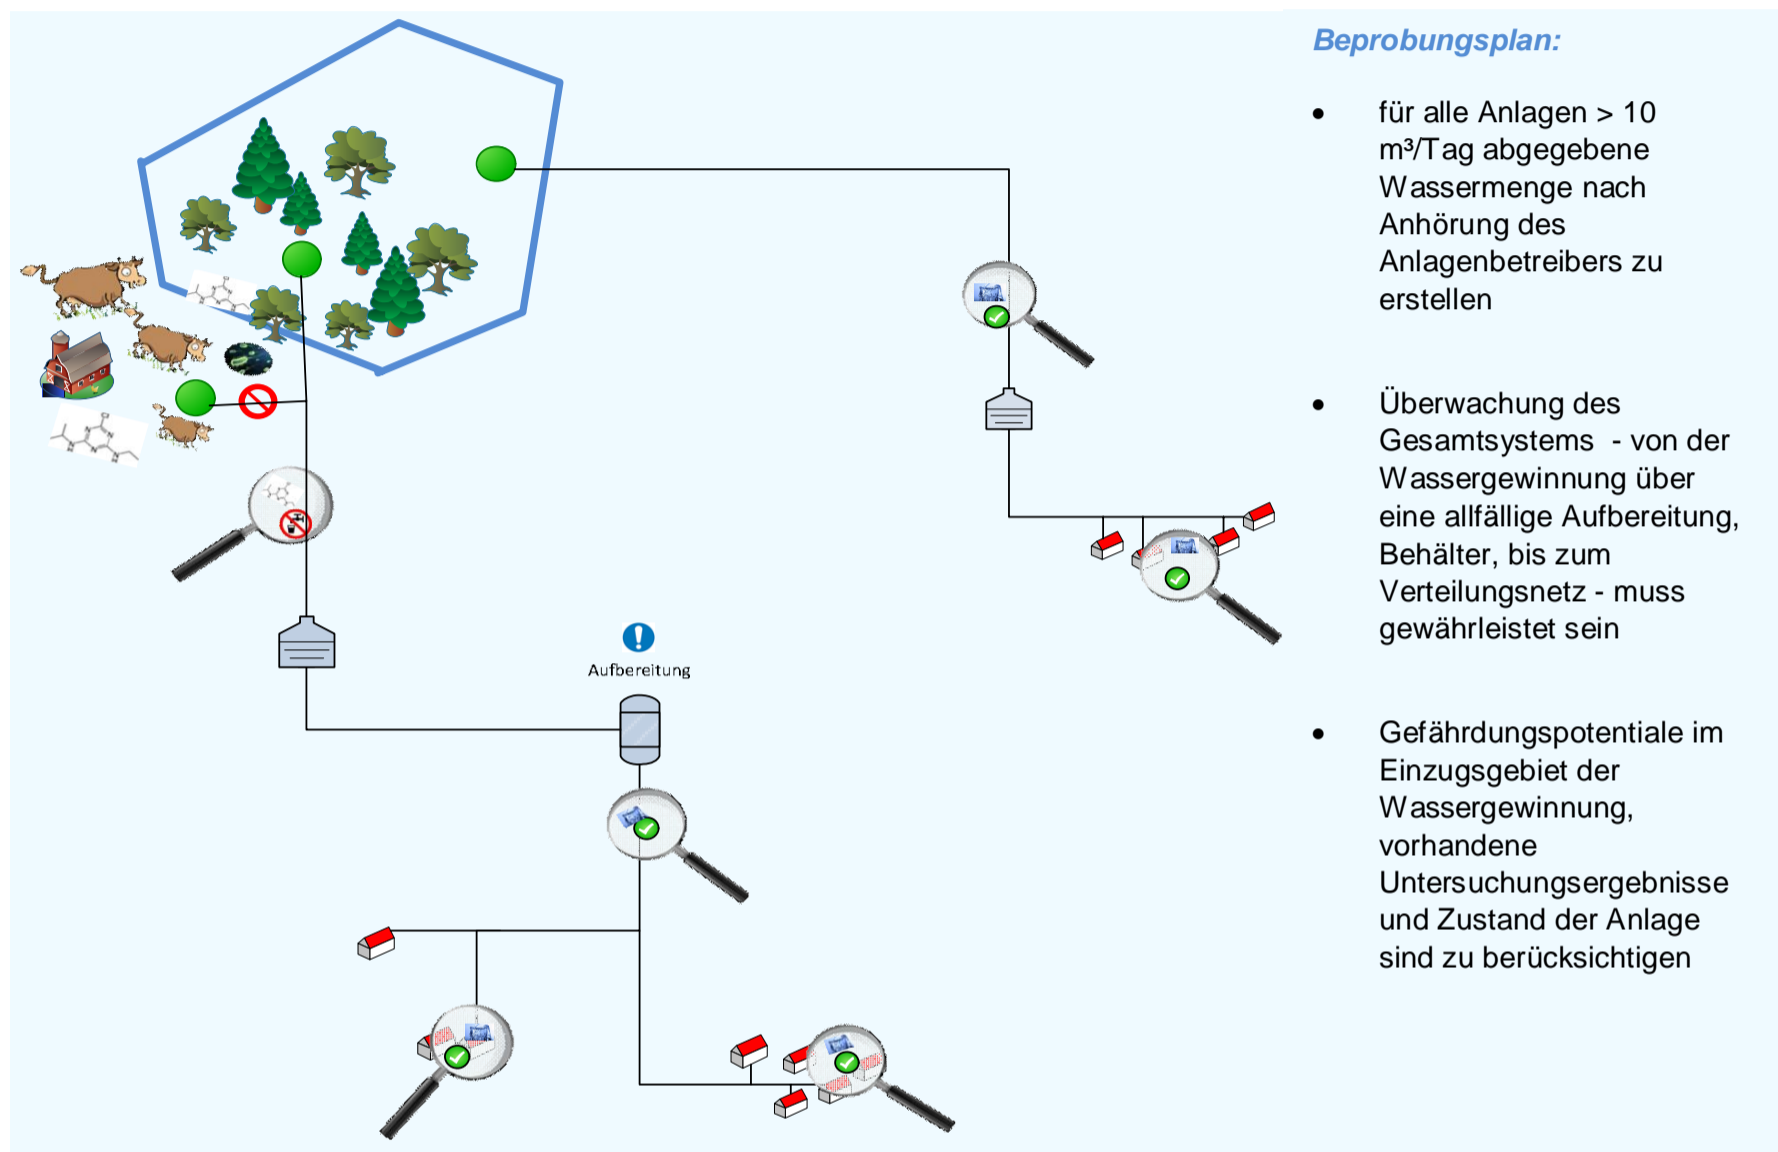 Beprobungsplan:
• für alle Anlagen > 10
m³/Tag abgegebene
Wassermenge nach
Anhörung des
Anlagenbetreibers zu
erstellen
• Überwachung des
Gesamtsystems - von der
Wassergewinnung über
eine allfällige Aufbereitung,
Behälter, bis zum
Verteilungsnetz - muss
gewährleistet sein
• Gefährdungspotentiale im
Einzugsgebiet der
Wassergewinnung,
vorhandene
Untersuchungsergebnisse
und Zustand der Anlage
sind zu berücksichtigen
Aufbereitung